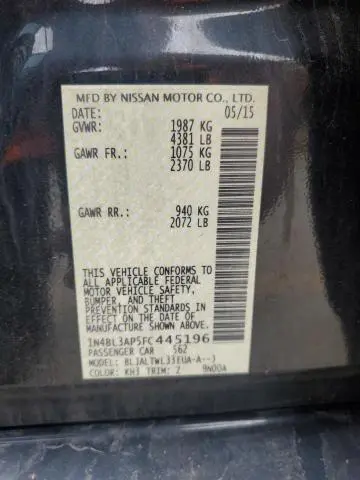 MFD BY NISSAN MOTOR CO., LTD.
DATE: 05/15
GVWR: 1987 KG
4381 LB
GAWR FR.: 1075 KG
2370 LB
GAWR RR.: 940 KG
2072 LB
THIS VEHICLE CONFORMS TO
ALL APPLICABLE FEDERAL
MOTOR VEHICLE SAFETY,
BUMPER, AND THEFT
PREVENTION STANDARDS IN
EFFECT ON THE DATE OF
MANUFACTURE SHOWN ABOVE.
1N4BL3AP5FC445196
PASSENGER CAR 562
MODEL: BLJALTWL33EUA-A--J
COLOR: KH3 TRIM: Z 9N00A